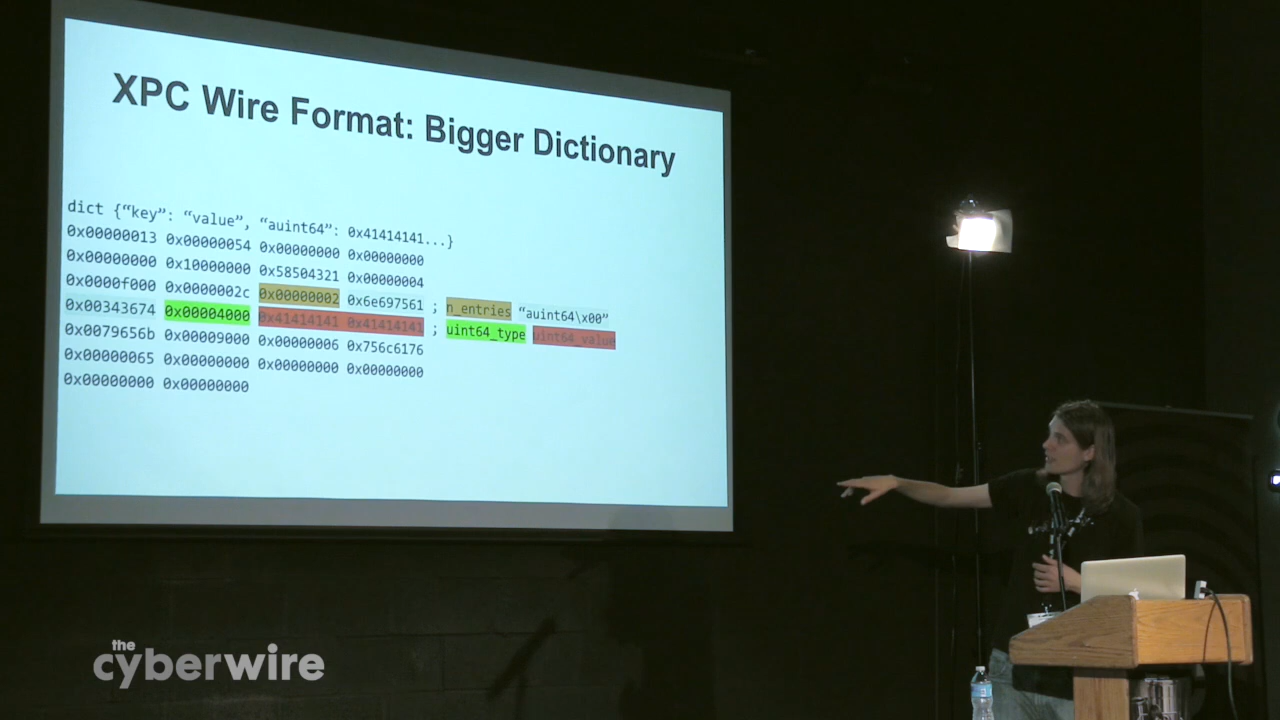 XPC Wire Format: Bigger Dictionary
dict {“key”: “value”, “auint64”: 0x41414141...}
0x00000013 0x00000054 0x00000000 0x00000000
0x00000000 0x10000000 0x58504321 0x00000004
0x0000f000 0x0000002c 0x00000002 0x6e697561 ; n_entries “auint64\x00”
0x00343674 0x00004000 0x41414141 0x41414141 ; uint64_type uint64_value
0x0079656b 0x00009000 0x00000006 0x756c6176
0x00000065 0x00000000 0x00000000 0x00000000
0x00000000 0x00000000
the
cyberwire